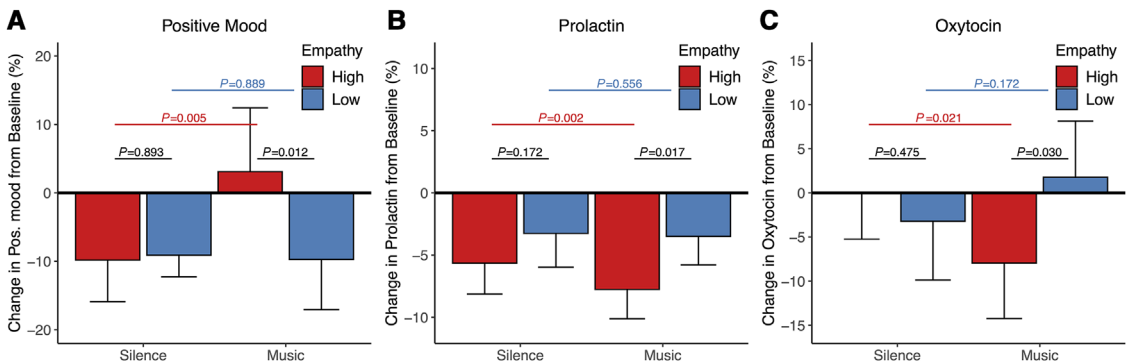 A
Positive Mood
Change in Pos. mood from Baseline (%)
20
10
0
−10
−20
Empathy
High
Low
P=0.889
P=0.005
P=0.893
P=0.012
Silence
Music
B
Prolactin
Change in Prolactin from Baseline (%)
10
5
0
−5
−10
Empathy
High
Low
P=0.556
P=0.002
P=0.172
P=0.017
Silence
Music
C
Oxytocin
Change in Oxytocin from Baseline (%)
15
10
5
0
−5
−10
−15
Empathy
High
Low
P=0.172
P=0.021
P=0.475
P=0.030
Silence
Music